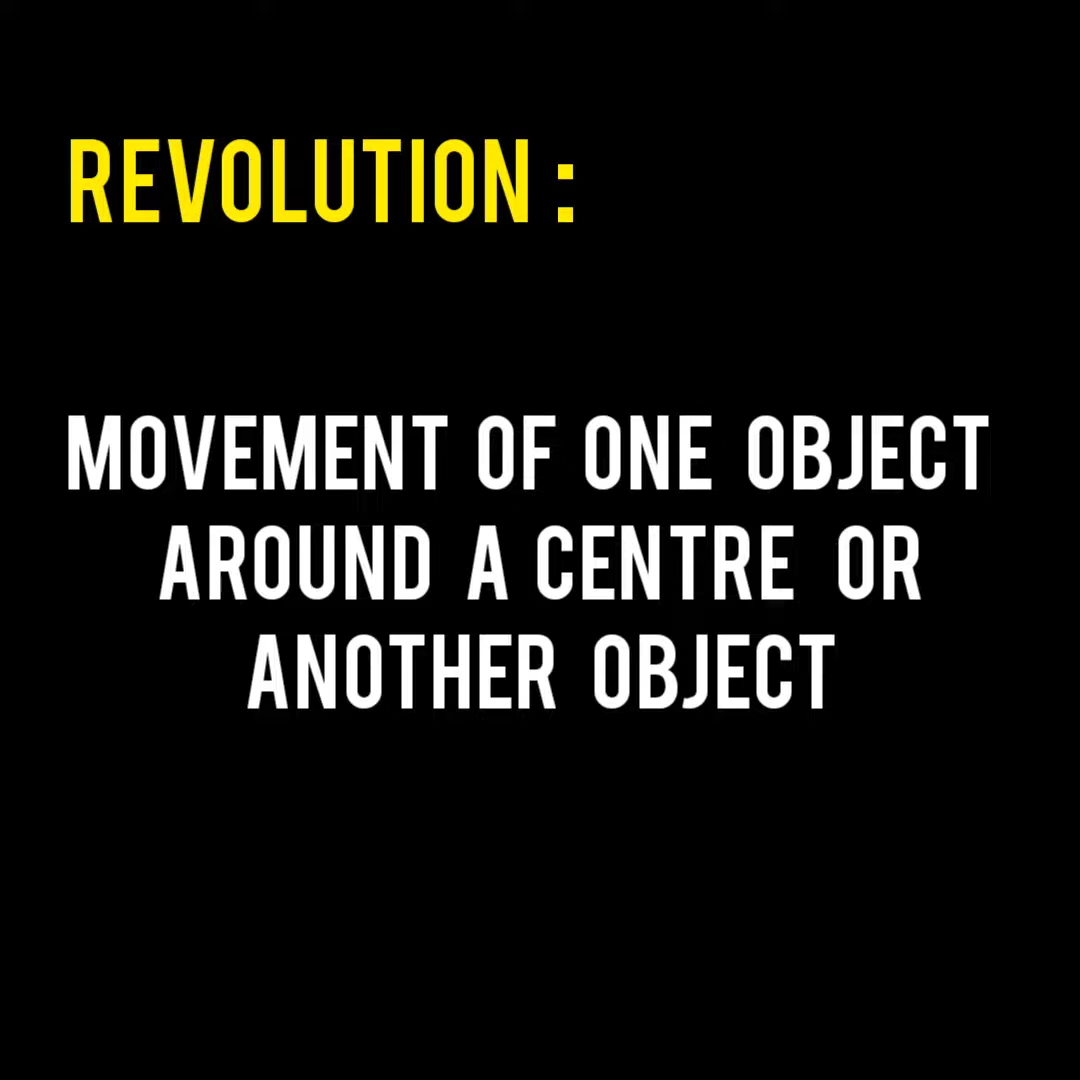 REVOLUTION :
MOVEMENT OF ONE OBJECT
AROUND A CENTRE OR
ANOTHER OBJECT